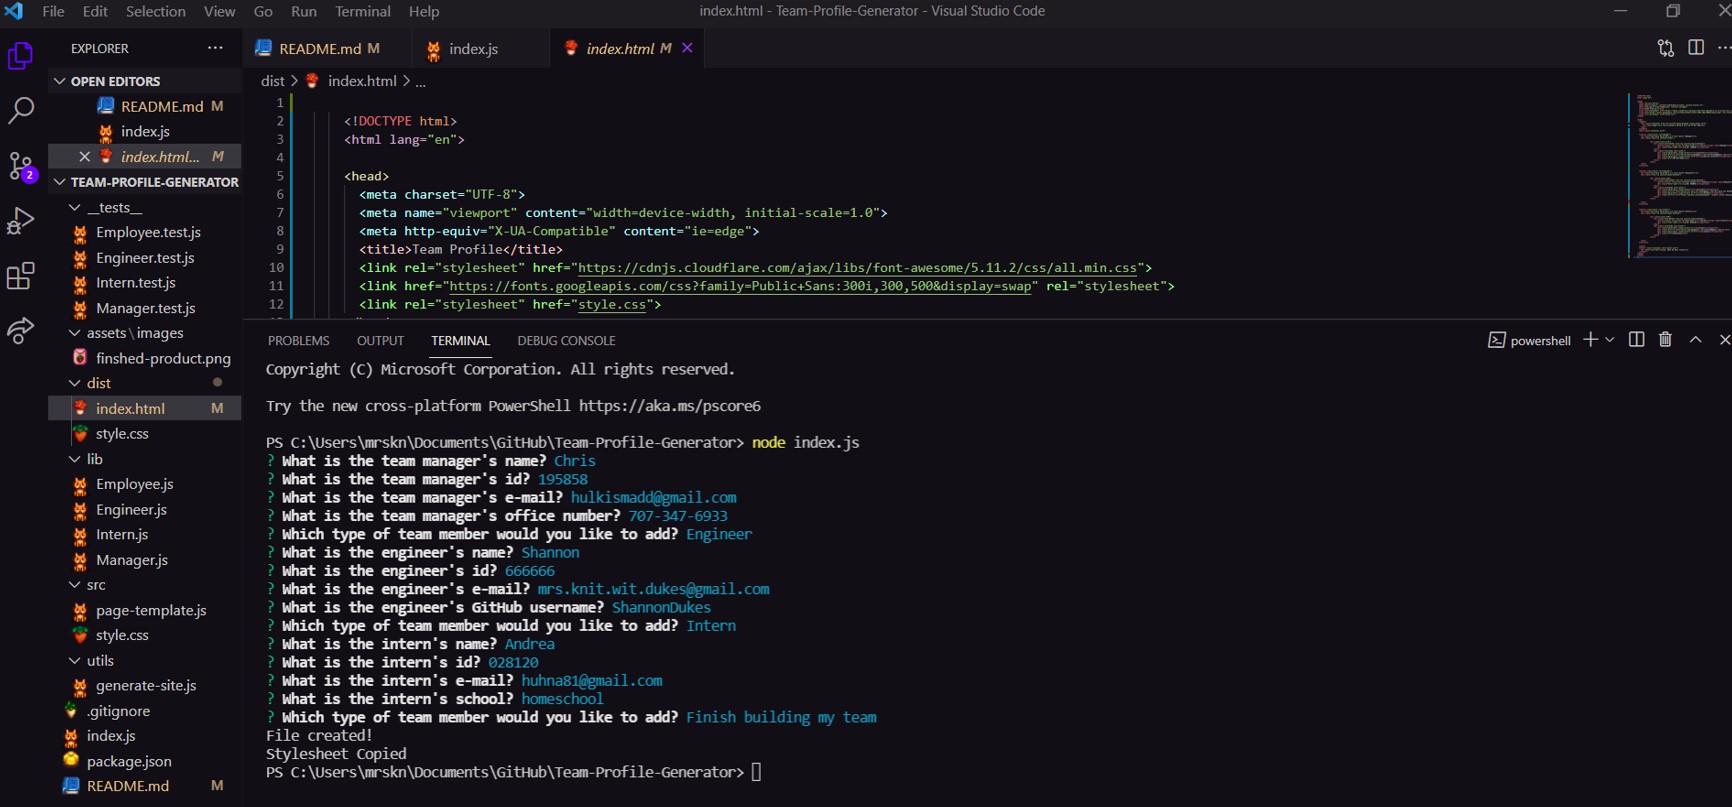 File Edit Selection View Go Run Terminal Help
index.html - Team-Profile-Generator - Visual Studio Code
EXPLORER
OPEN EDITORS
README.md M
index.js
index.html... M
TEAM-PROFILE-GENERATOR
__tests__
Employee.test.js
Engineer.test.js
Intern.test.js
Manager.test.js
assets\images
finshed-product.png
dist
index.html M
style.css
lib
Employee.js
Engineer.js
Intern.js
Manager.js
src
page-template.js
style.css
utils
generate-site.js
.gitignore
index.js
package.json
README.md M
2
README.md M index.js index.html M
dist > index.html > ...
1
2 <!DOCTYPE html>
3 <html lang="en">
4
5 <head>
6 <meta charset="UTF-8">
7 <meta name="viewport" content="width=device-width, initial-scale=1.0">
8 <meta http-equiv="X-UA-Compatible" content="ie=edge">
9 <title>Team Profile</title>
10 <link rel="stylesheet" href="https://cdnjs.cloudflare.com/ajax/libs/font-awesome/5.11.2/css/all.min.css">
11 <link href="https://fonts.googleapis.com/css?family=Public+Sans:300i,300,500&display=swap" rel="stylesheet">
12 <link rel="stylesheet" href="style.css">
PROBLEMS OUTPUT TERMINAL DEBUG CONSOLE
powershell
Copyright (C) Microsoft Corporation. All rights reserved.
Try the new cross-platform PowerShell https://aka.ms/pscore6
PS C:\Users\mrskn\Documents\GitHub\Team-Profile-Generator> node index.js
? What is the team manager's name? Chris
? What is the team manager's id? 195858
? What is the team manager's e-mail? hulkismadd@gmail.com
? What is the team manager's office number? 707-347-6933
? Which type of team member would you like to add? Engineer
? What is the engineer's name? Shannon
? What is the engineer's id? 666666
? What is the engineer's e-mail? mrs.knit.wit.dukes@gmail.com
? What is the engineer's GitHub username? ShannonDukes
? Which type of team member would you like to add? Intern
? What is the intern's name? Andrea
? What is the intern's id? 028120
? What is the intern's e-mail? huhna81@gmail.com
? What is the intern's school? homeschool
? Which type of team member would you like to add? Finish building my team
File created!
Stylesheet Copied
PS C:\Users\mrskn\Documents\GitHub\Team-Profile-Generator>